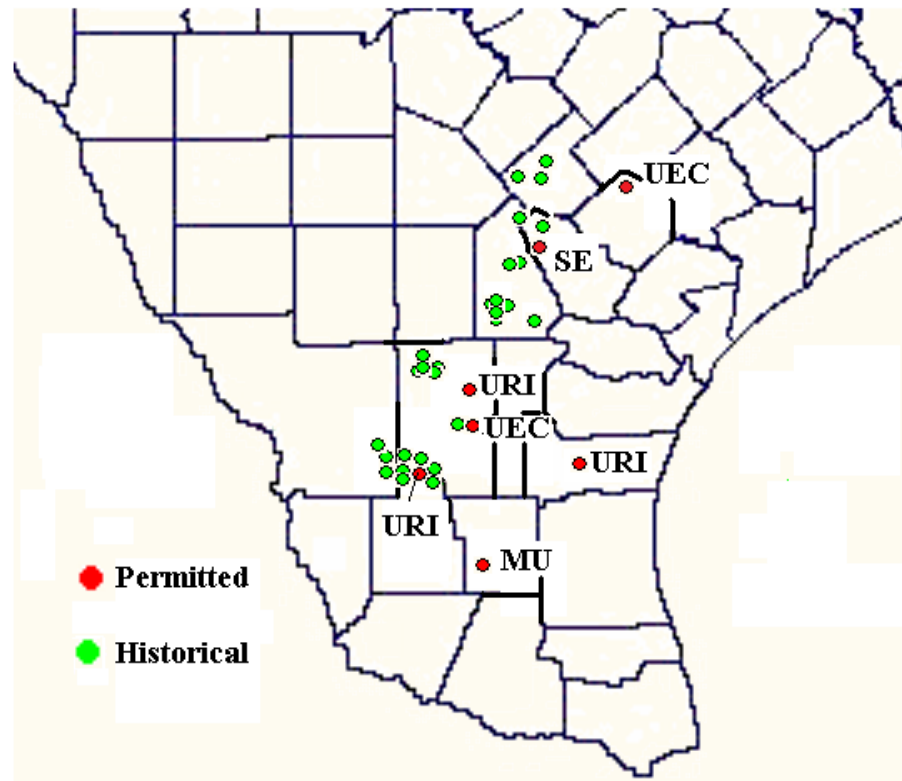 UEC
SE
URI
UEC
URI
URI
MU
Permitted
Historical